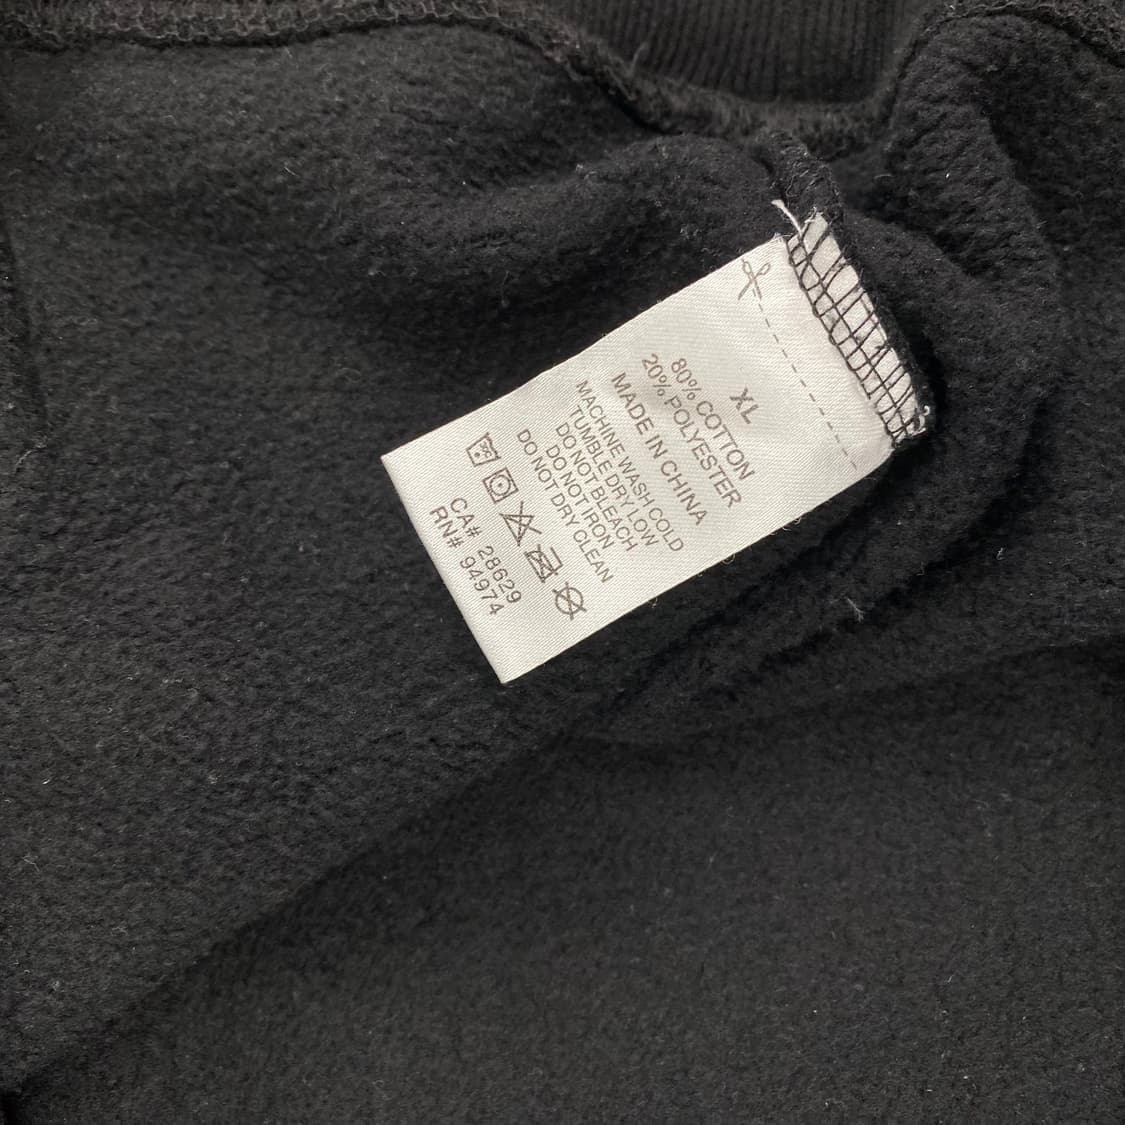 XL
80% COTTON
20% POLYESTER
MADE IN CHINA
MACHINE WASH COLD
TUMBLE DRY LOW
DO NOT BLEACH
DO NOT IRON
DO NOT DRY CLEAN
CA# 28629
RN# 94974